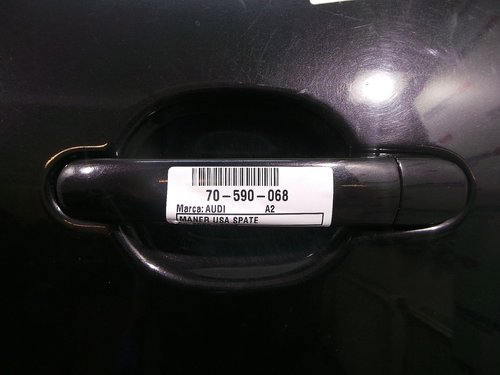 70-590-068
Marca: AUDI A2
MANER USA SPATE